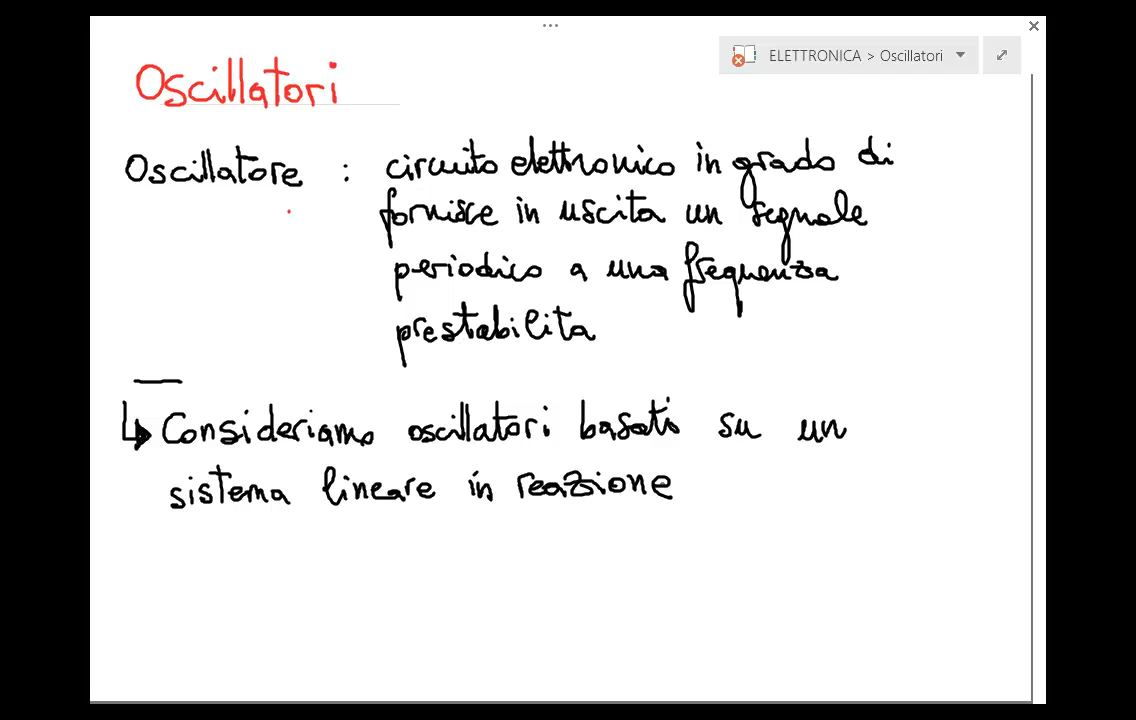 ELETTRONICA > Oscillatori
Oscillatori
Oscillatore : circuito elettronico in grado di
fornisce in uscita un segnale
periodico a una frequenza
prestabilita
↳ Consideriamo oscillatori basati su un
sistema lineare in reazione